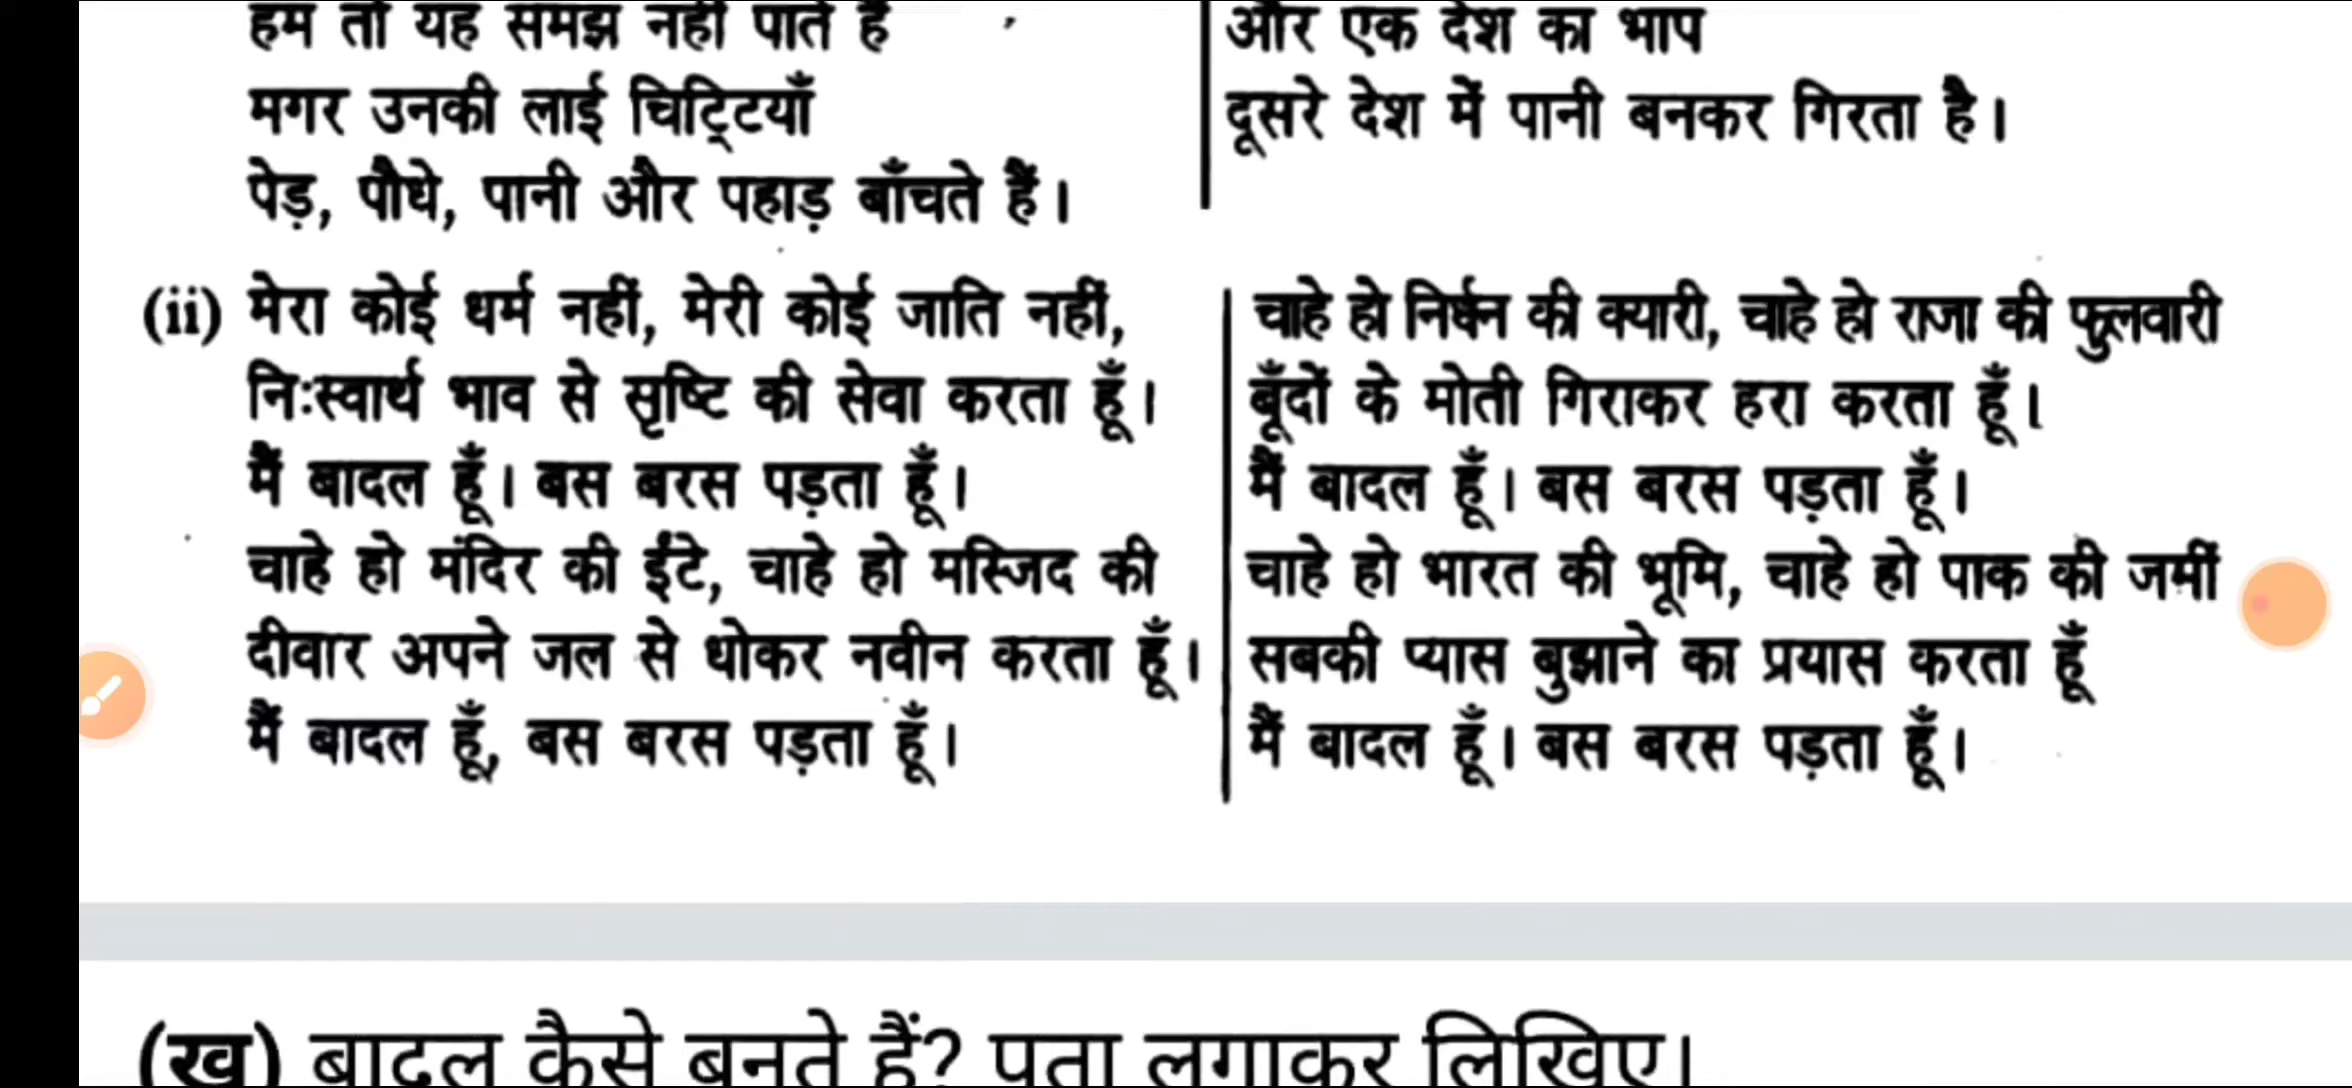 हम तो यह समझ नहीं पाते हैं
मगर उनकी लाई चिट्ठियाँ
पेड़, पौधे, पानी और पहाड़ बाँचते हैं।
और एक देश का भाप
दूसरे देश में पानी बनकर गिरता है।
(ii) मेरा कोई धर्म नहीं, मेरी कोई जाति नहीं,
निःस्वार्थ भाव से सृष्टि की सेवा करता हूँ।
मैं बादल हूँ। बस बरस पड़ता हूँ।
चाहे हो मंदिर की ईंटे, चाहे हो मस्जिद की
दीवार अपने जल से धोकर नवीन करता हूँ।
मैं बादल हूँ, बस बरस पड़ता हूँ।
चाहे हो निर्धन की क्यारी, चाहे हो राजा की फुलवारी
बूँदों के मोती गिराकर हरा करता हूँ।
मैं बादल हूँ। बस बरस पड़ता हूँ।
चाहे हो भारत की भूमि, चाहे हो पाक की जमीं
सबकी प्यास बुझाने का प्रयास करता हूँ
मैं बादल हूँ। बस बरस पड़ता हूँ।
(ख) बादल कैसे बनते हैं? पता लगाकर लिखिए।